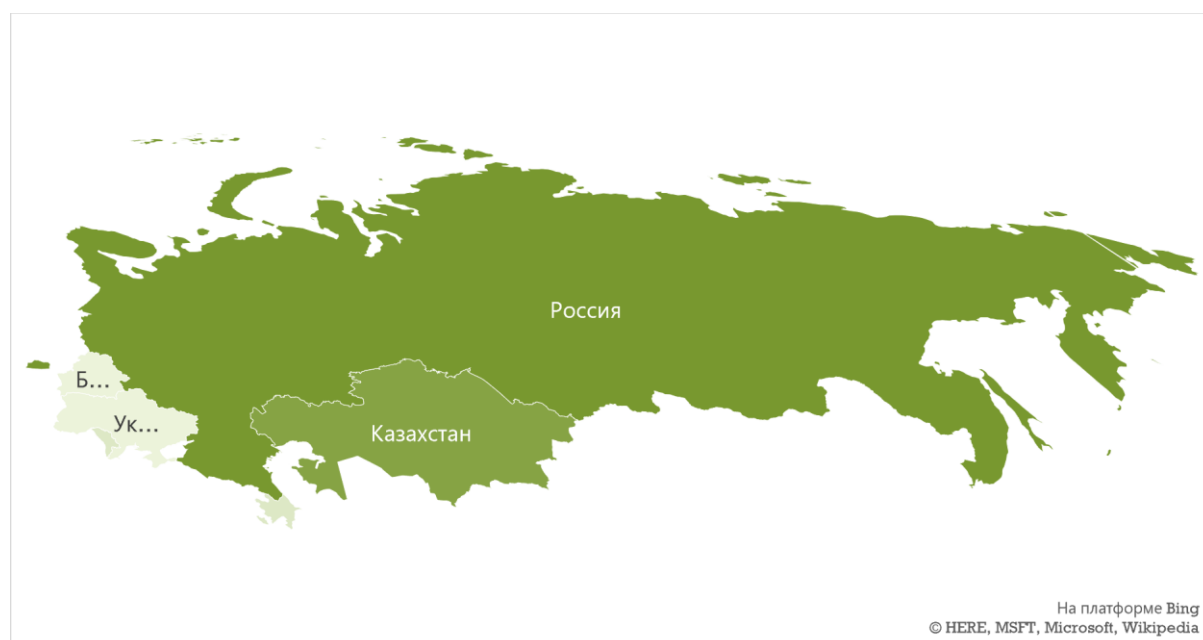 Россия
Б...
Ук...
Казахстан
На платформе Bing
© HERE, MSFT, Microsoft, Wikipedia